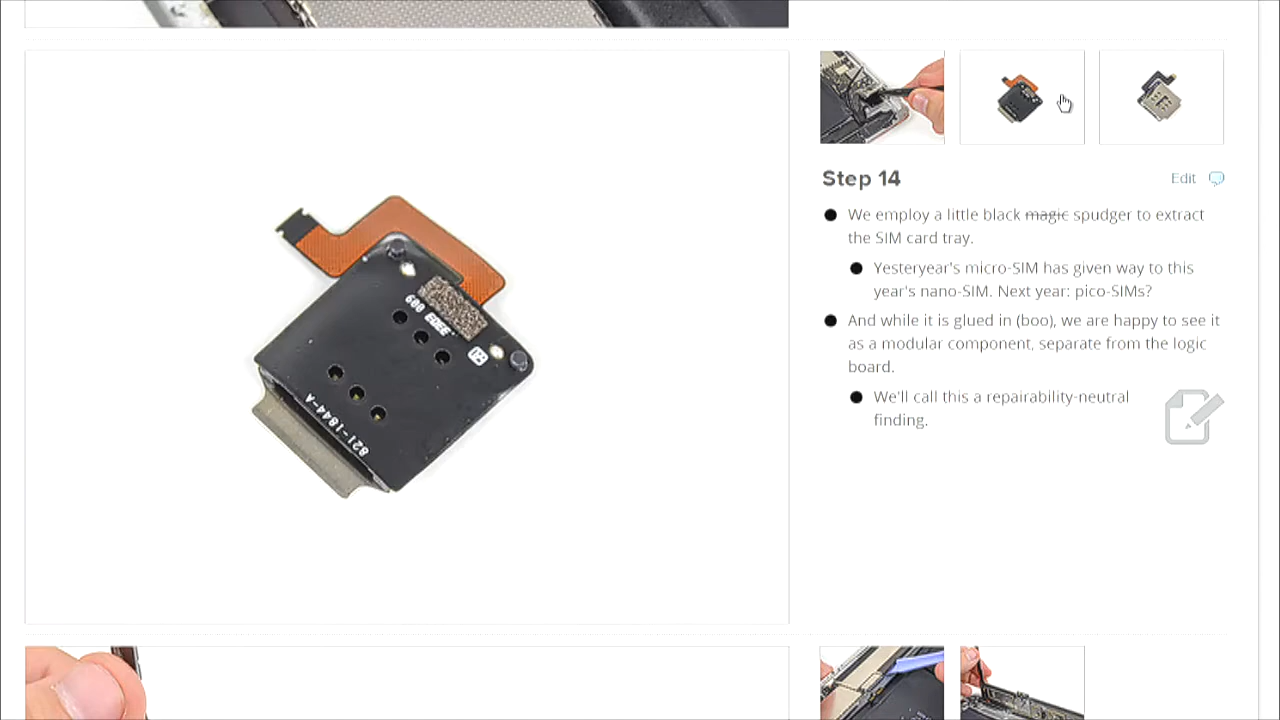 Step 14
Edit
We employ a little black magic spudger to extract
the SIM card tray.
Yesteryear's micro-SIM has given way to this
year's nano-SIM. Next year: pico-SIMs?
And while it is glued in (boo), we are happy to see it
as a modular component, separate from the logic
board.
We'll call this a repairability-neutral
finding.
821-1844-A